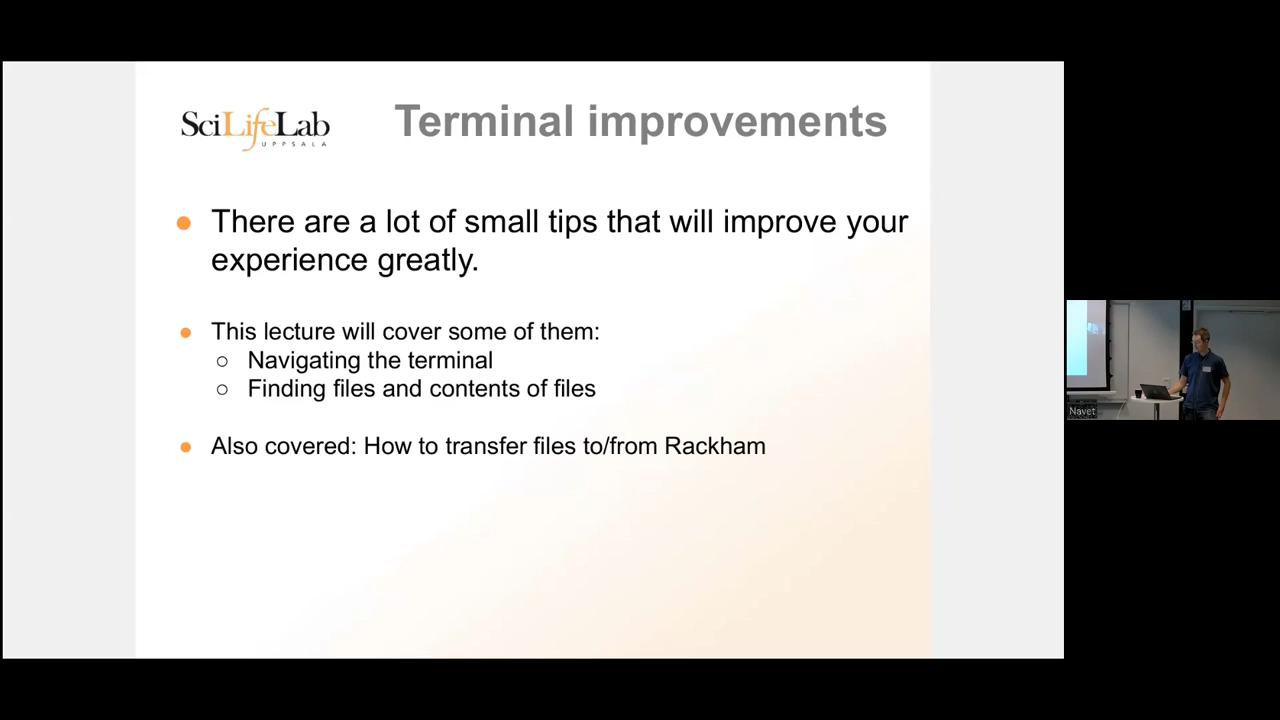 SciLifeLab
UPPSALA
Terminal improvements
● There are a lot of small tips that will improve your
experience greatly.
● This lecture will cover some of them:
○ Navigating the terminal
○ Finding files and contents of files
● Also covered: How to transfer files to/from Rackham
Navet